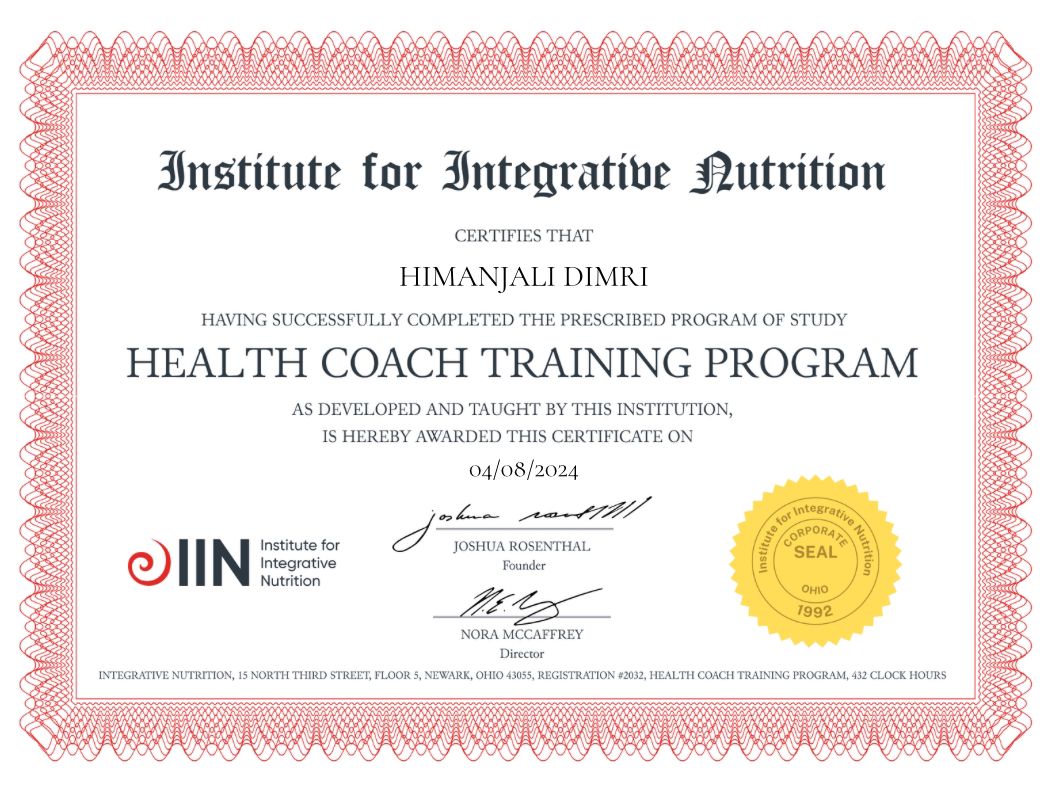 Institute for Integrative Nutrition
CERTIFIES THAT
HIMANJALI DIMRI
HAVING SUCCESSFULLY COMPLETED THE PRESCRIBED PROGRAM OF STUDY
HEALTH COACH TRAINING PROGRAM
AS DEVELOPED AND TAUGHT BY THIS INSTITUTION,
IS HEREBY AWARDED THIS CERTIFICATE ON
04/08/2024
JOSHUA ROSENTHAL
Founder
IIN
Institute for
Integrative
Nutrition
NORA MCCAFFREY
Director
Institute for Integrative Nutrition
CORPORATE
SEAL
OHIO
1992
INTEGRATIVE NUTRITION, 15 NORTH THIRD STREET, FLOOR 5, NEWARK, OHIO 43055, REGISTRATION #2032, HEALTH COACH TRAINING PROGRAM, 432 CLOCK HOURS